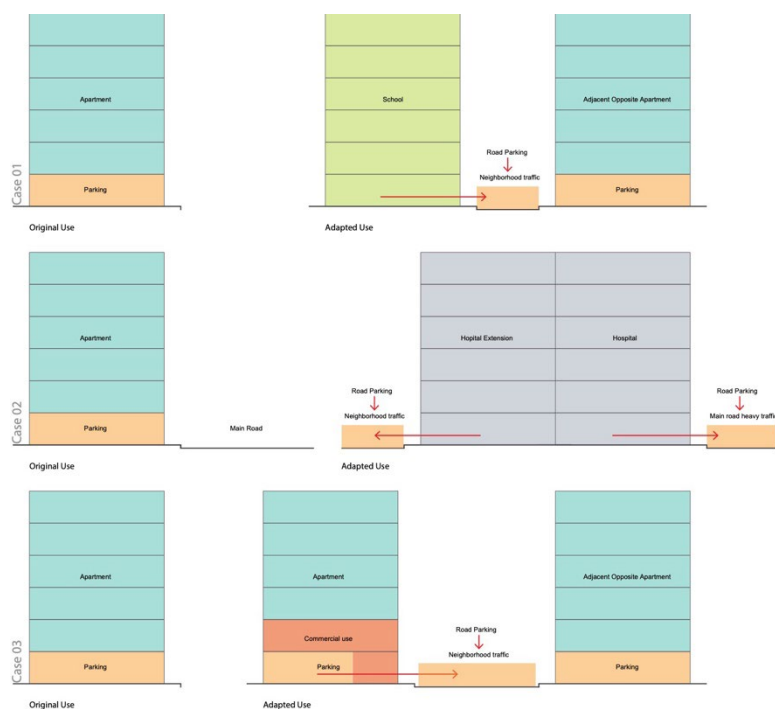 Case 01
Apartment
Parking
Original Use
School
Road Parking
Neighborhood traffic
Adjacent Opposite Apartment
Parking
Adapted Use
Case 02
Apartment
Parking
Main Road
Original Use
Road Parking
Neighborhood traffic
Hopital Extension
Hospital
Road Parking
Main road heavy traffic
Adapted Use
Case 03
Apartment
Parking
Original Use
Apartment
Commercial use
Parking
Road Parking
Neighborhood traffic
Adjacent Opposite Apartment
Parking
Adapted Use